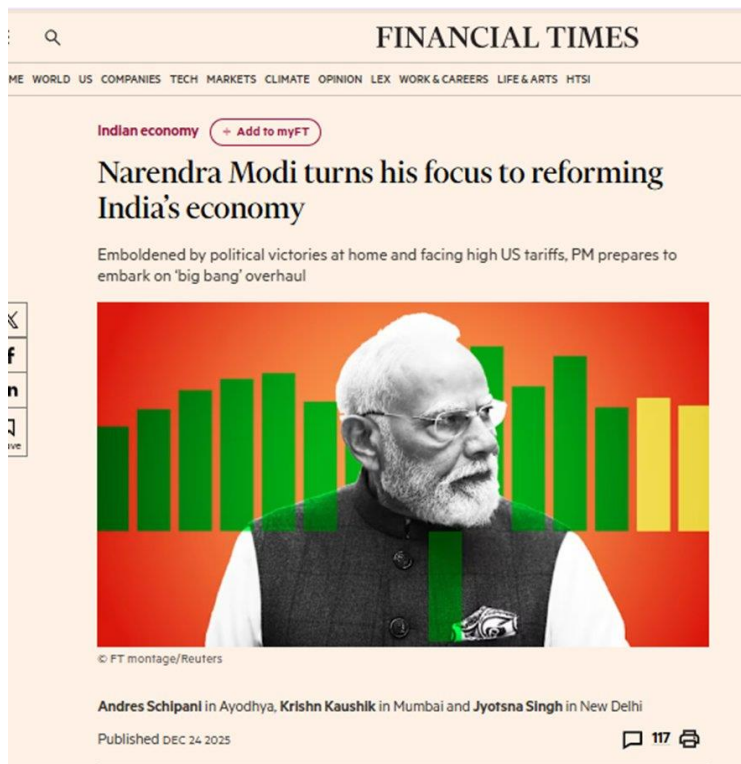 FINANCIAL TIMES
ME WORLD US COMPANIES TECH MARKETS CLIMATE OPINION LEX WORK & CAREERS LIFE & ARTS HTSI
Indian economy + Add to myFT
Narendra Modi turns his focus to reforming
India's economy
Emboldened by political victories at home and facing high US tariffs, PM prepares to
embark on 'big bang' overhaul
© FT montage/Reuters
Andres Schipani in Ayodhya, Krishn Kaushik in Mumbai and Jyotsna Singh in New Delhi
Published DEC 24 2025
117